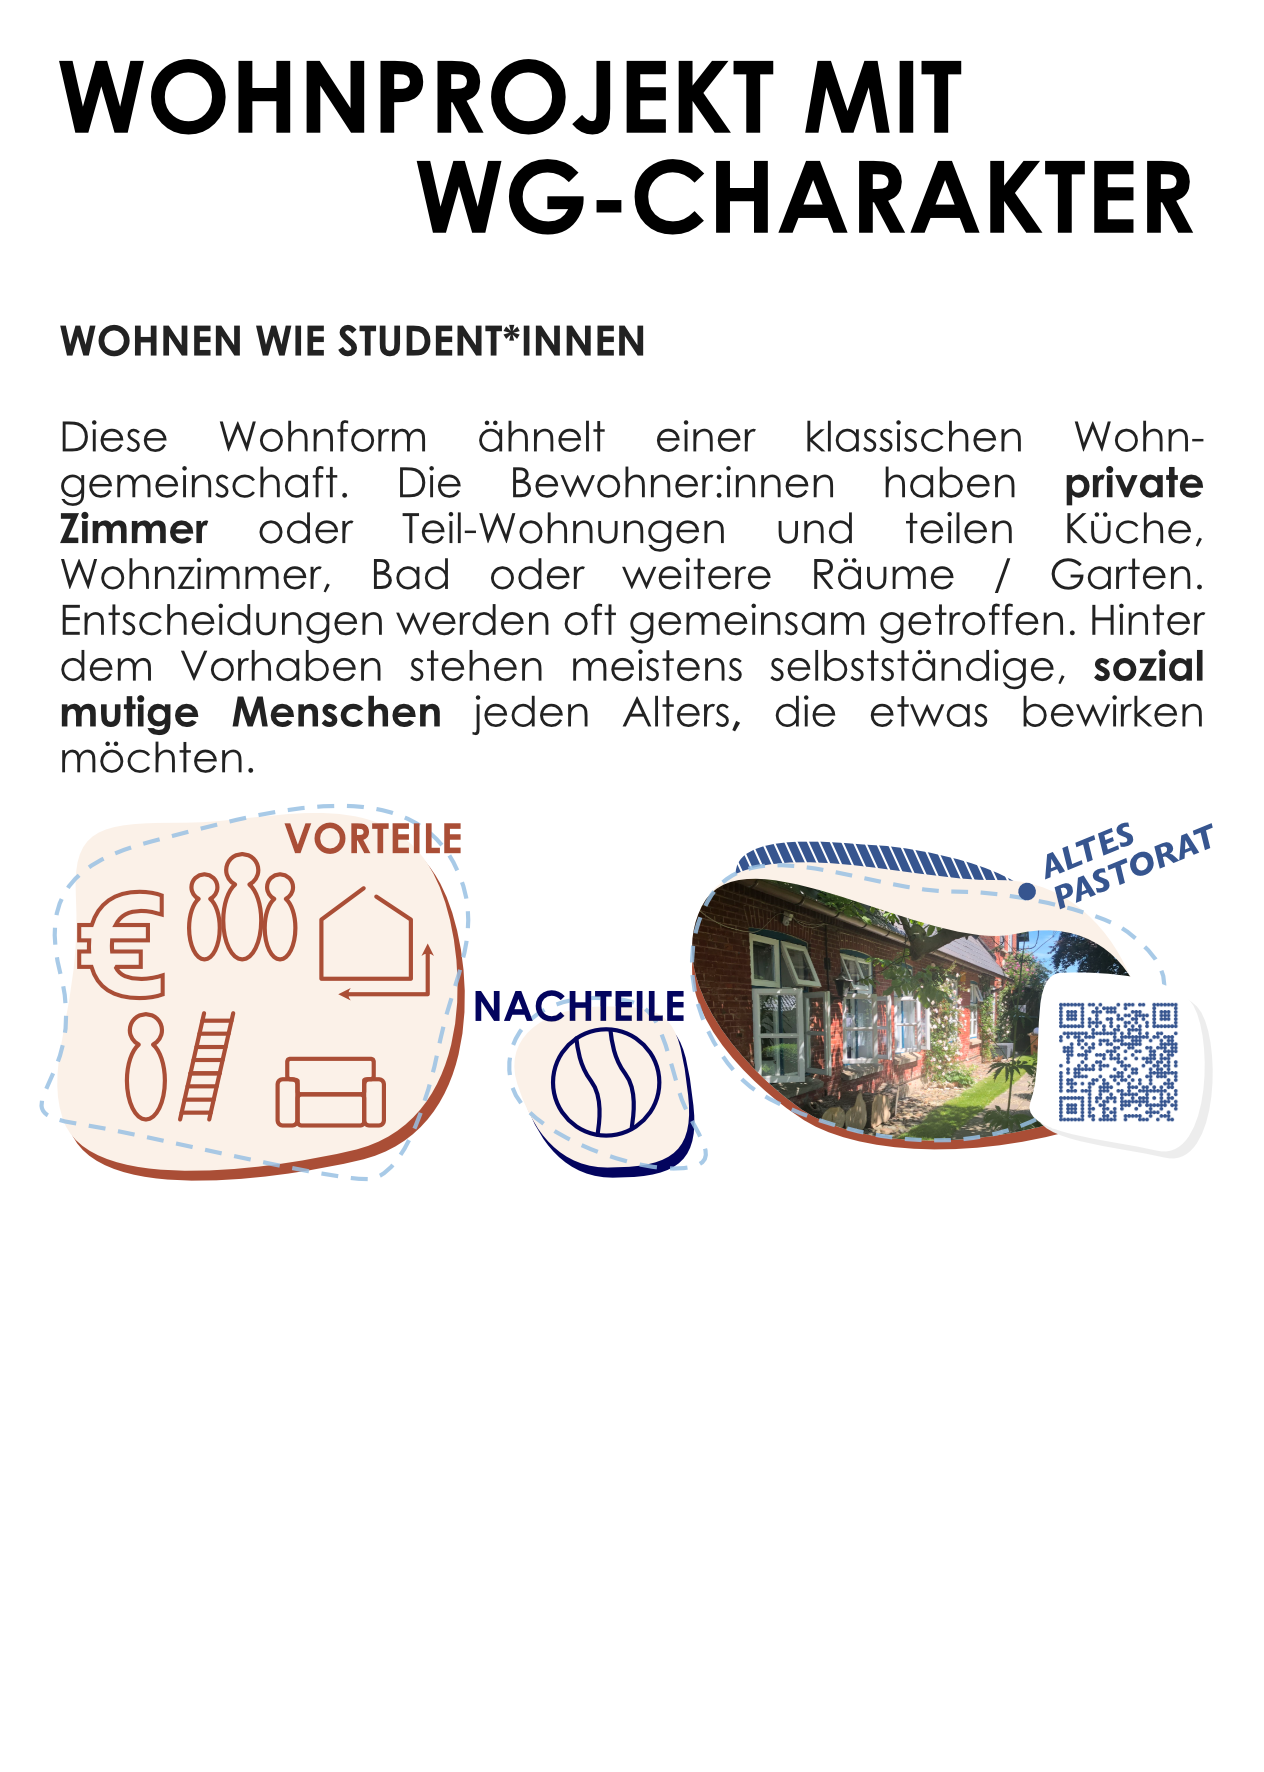 WOHNPROJEKT MIT
WG-CHARAKTER
WOHNEN WIE STUDENT*INNEN
Diese Wohnform ähnelt einer klassischen Wohn-
gemeinschaft. Die Bewohner:innen haben private
Zimmer oder Teil-Wohnungen und teilen Küche,
Wohnzimmer, Bad oder weitere Räume / Garten.
Entscheidungen werden oft gemeinsam getroffen. Hinter
dem Vorhaben stehen meistens selbstständige, sozial
mutige Menschen jeden Alters, die etwas bewirken
möchten.
VORTEILE
NACHTEILE
ALTES
PASTORAT